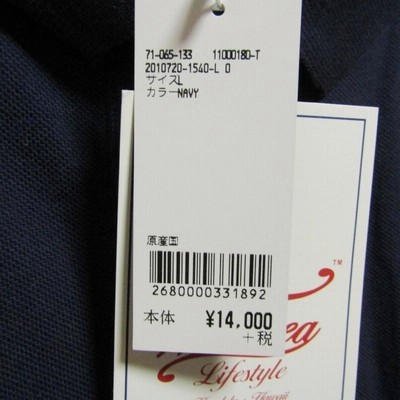 71-065-133 11000180-T
2010720-1540-L 0
サイズL
カラーNAVY
原産国
2680000331892
本体 ¥14,000
+税
TM
Lifestyle